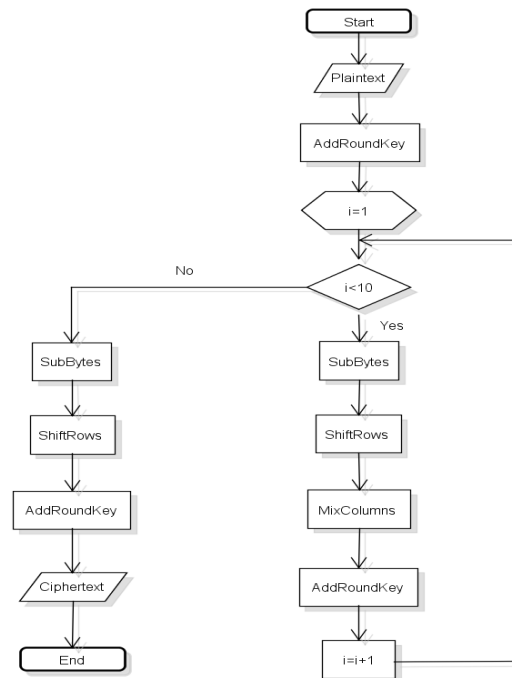 Start
Plaintext
AddRoundKey
i=1
i<10
No
Yes
SubBytes
ShiftRows
AddRoundKey
Ciphertext
End
SubBytes
ShiftRows
MixColumns
AddRoundKey
i=i+1